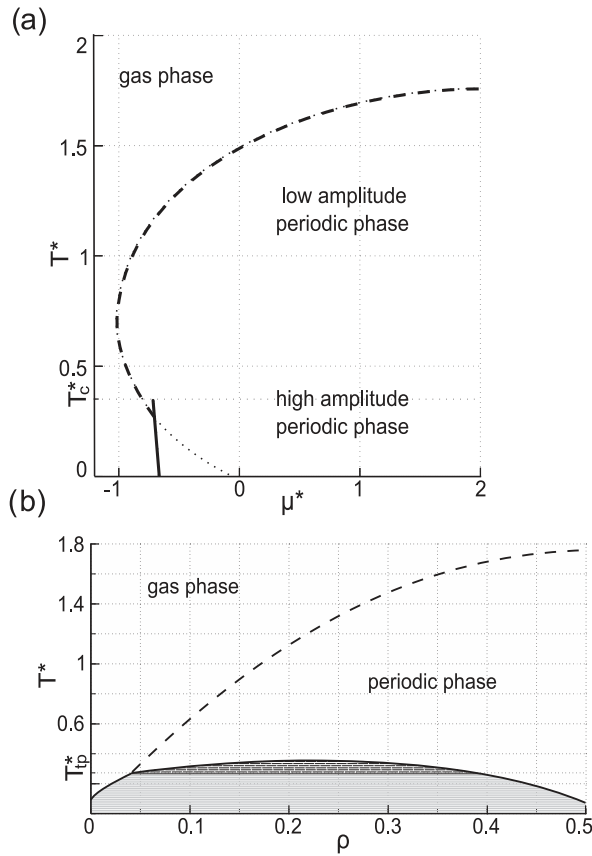 (a)
2
gas phase
1.5
low amplitude
periodic phase
T*
1
0.5
T*c
high amplitude
periodic phase
0
-1
0
1
2
μ*
(b)
1.8
gas phase
1.4
T*
1
periodic phase
0.6
T*tp
0
0
0.1
0.2
0.3
0.4
0.5
ρ